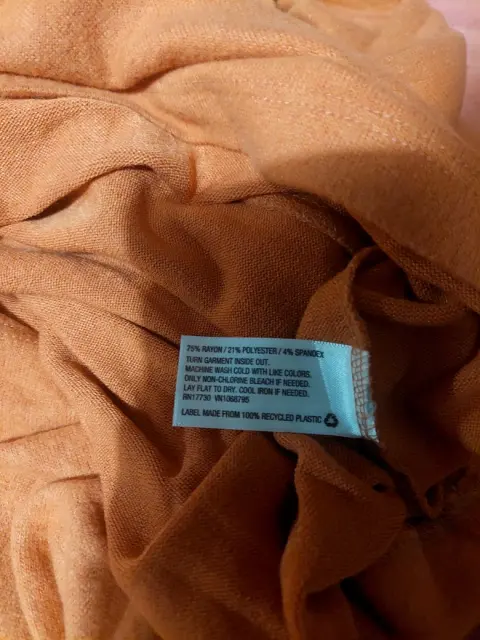 75% RAYON / 21% POLYESTER / 4% SPANDEX
TURN GARMENT INSIDE OUT.
MACHINE WASH COLD WITH LIKE COLORS.
ONLY NON-CHLORINE BLEACH IF NEEDED.
LAY FLAT TO DRY. COOL IRON IF NEEDED.
RN17730 VN1068795
LABEL MADE FROM 100% RECYCLED PLASTIC